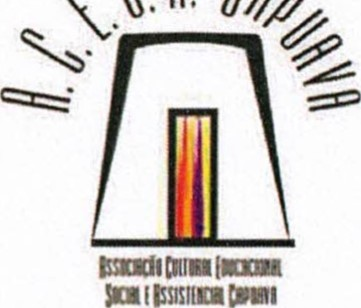 A.C.E.S.A. CAPUAVA
ASSOCIAÇÃO CULTURAL EDUCACIONAL
SOCIAL E ASSISTENCIAL CAPUAVA